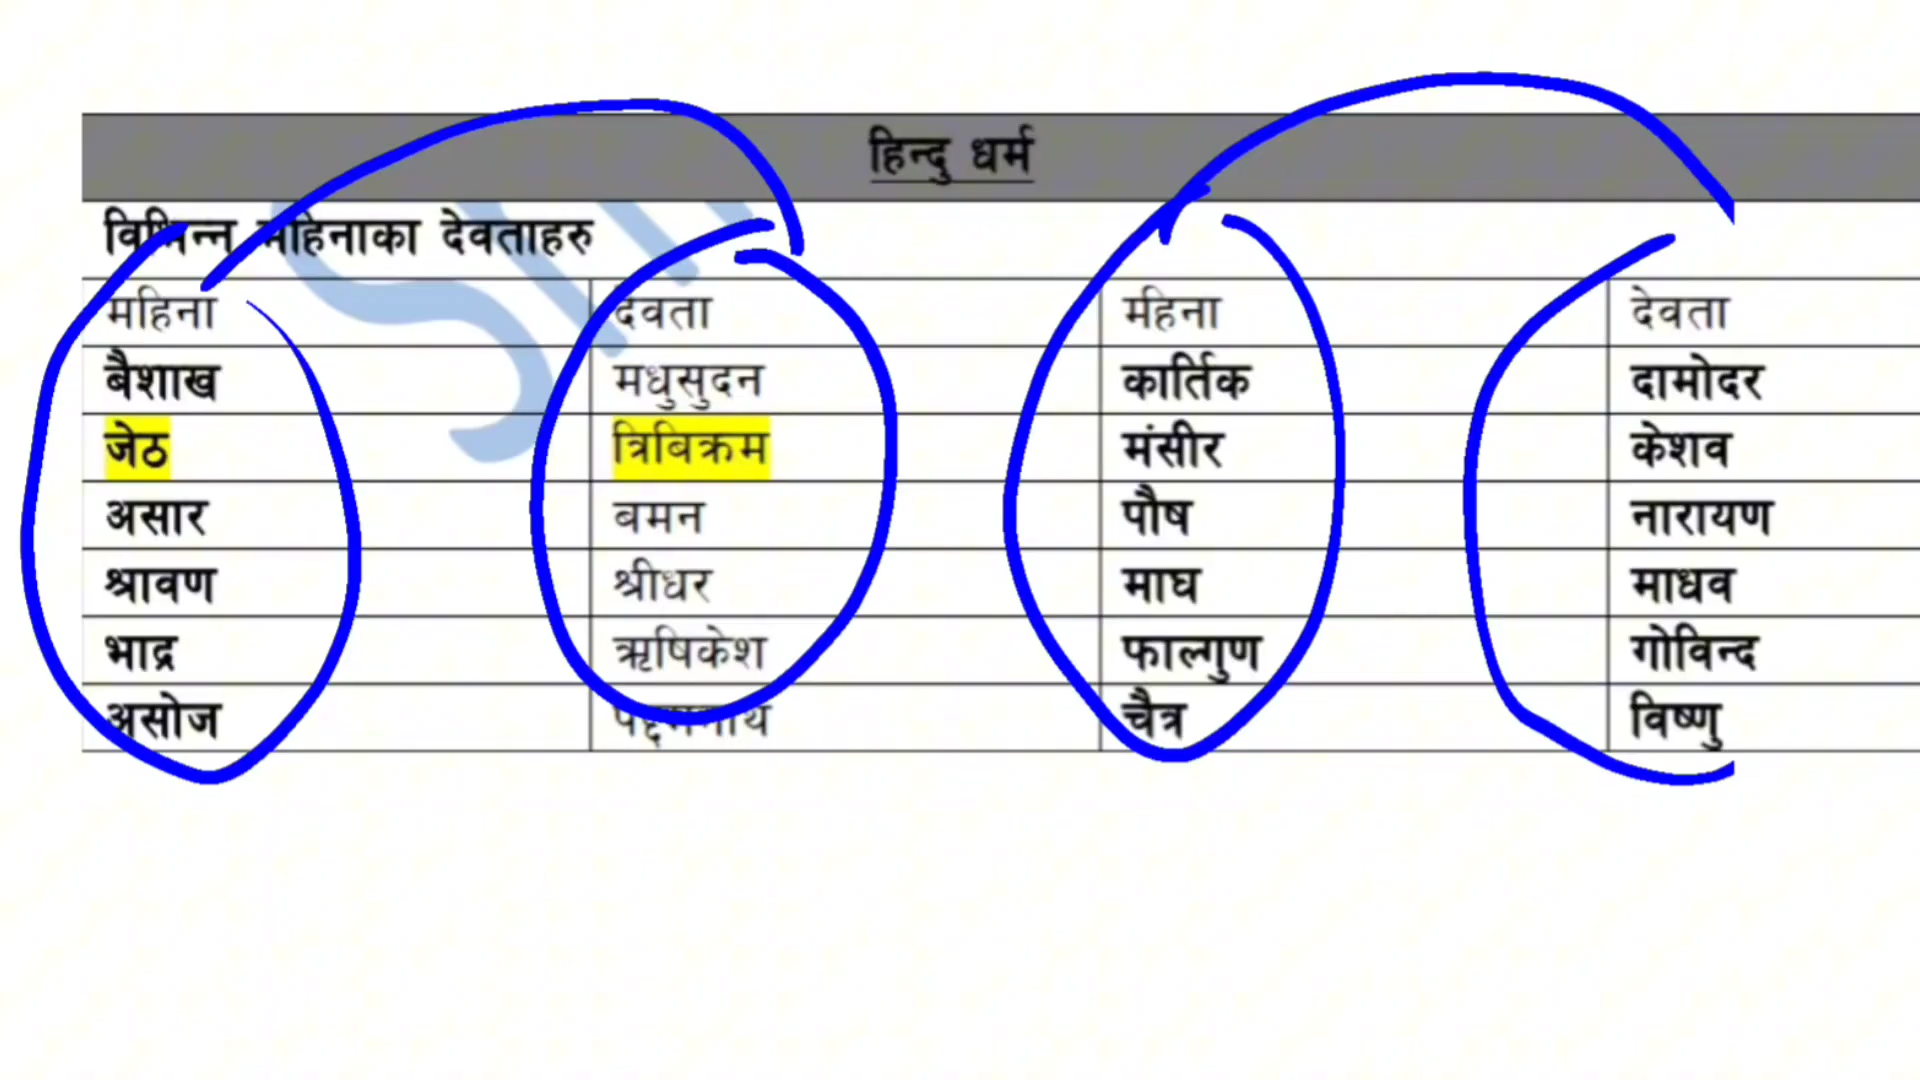 हिन्दु धर्म
विभिन्न महिनाका देवताहरु
महिना देवता महिना देवता
बैशाख मधुसुदन कार्तिक दामोदर
जेठ त्रिबिक्रम मंसीर केशव
असार बमन पौष नारायण
श्रावण श्रीधर माघ माधव
भाद्र ऋषिकेश फाल्गुण गोविन्द
असोज चैत्र विष्णु